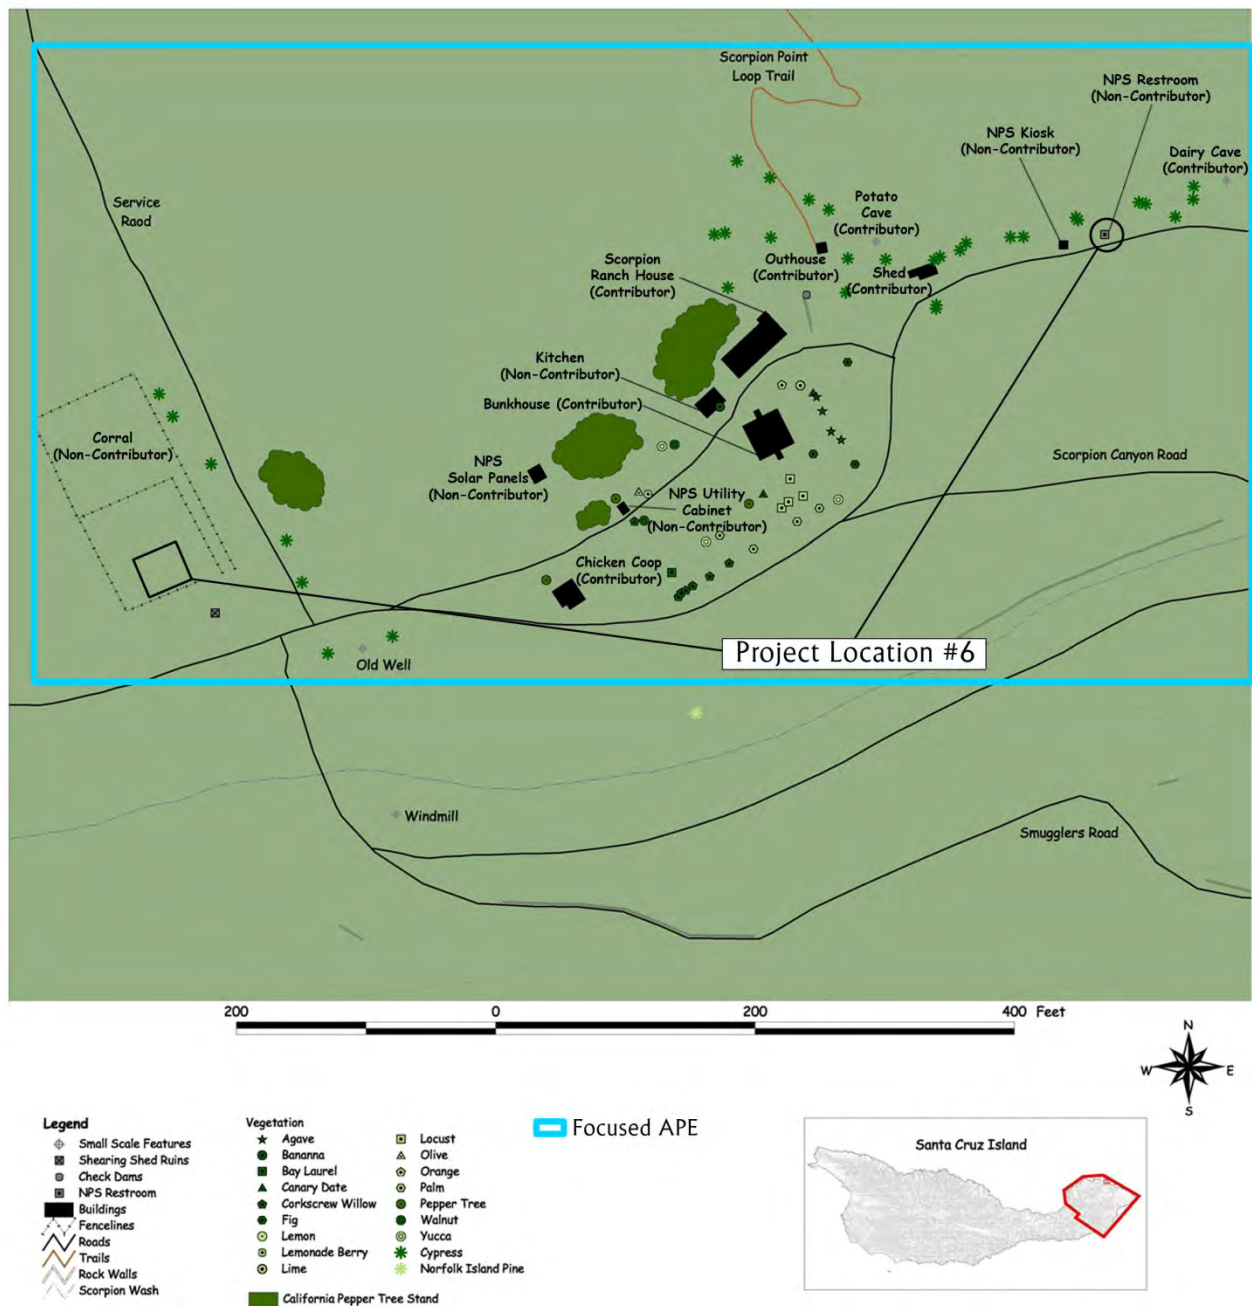 Scorpion Point
Loop Trail
NPS Restroom
(Non-Contributor)
NPS Kiosk
(Non-Contributor)
Dairy Cave
(Contributor)
Service
Raod
Potato
Cave
(Contributor)
Scorpion
Ranch House
(Contributor)
Outhouse
(Contributor)
Shed
(Contributor)
Kitchen
(Non-Contributor)
Bunkhouse (Contributor)
Corral
(Non-Contributor)
NPS
Solar Panels
(Non-Contributor)
Scorpion Canyon Road
NPS Utility
Cabinet
(Non-Contributor)
Chicken Coop
(Contributor)
Project Location #6
Old Well
Windmill
Smugglers Road
200 0 200 400 Feet
N
W E
S
Legend
Small Scale Features
Shearing Shed Ruins
Check Dams
NPS Restroom
Buildings
Fencelines
Roads
Trails
Rock Walls
Scorpion Wash
Vegetation
Agave
Bananna
Bay Laurel
Canary Date
Corkscrew Willow
Fig
Lemon
Lemonade Berry
Lime
Locust
Olive
Orange
Palm
Pepper Tree
Walnut
Yucca
Cypress
Norfolk Island Pine
California Pepper Tree Stand
Focused APE
Santa Cruz Island